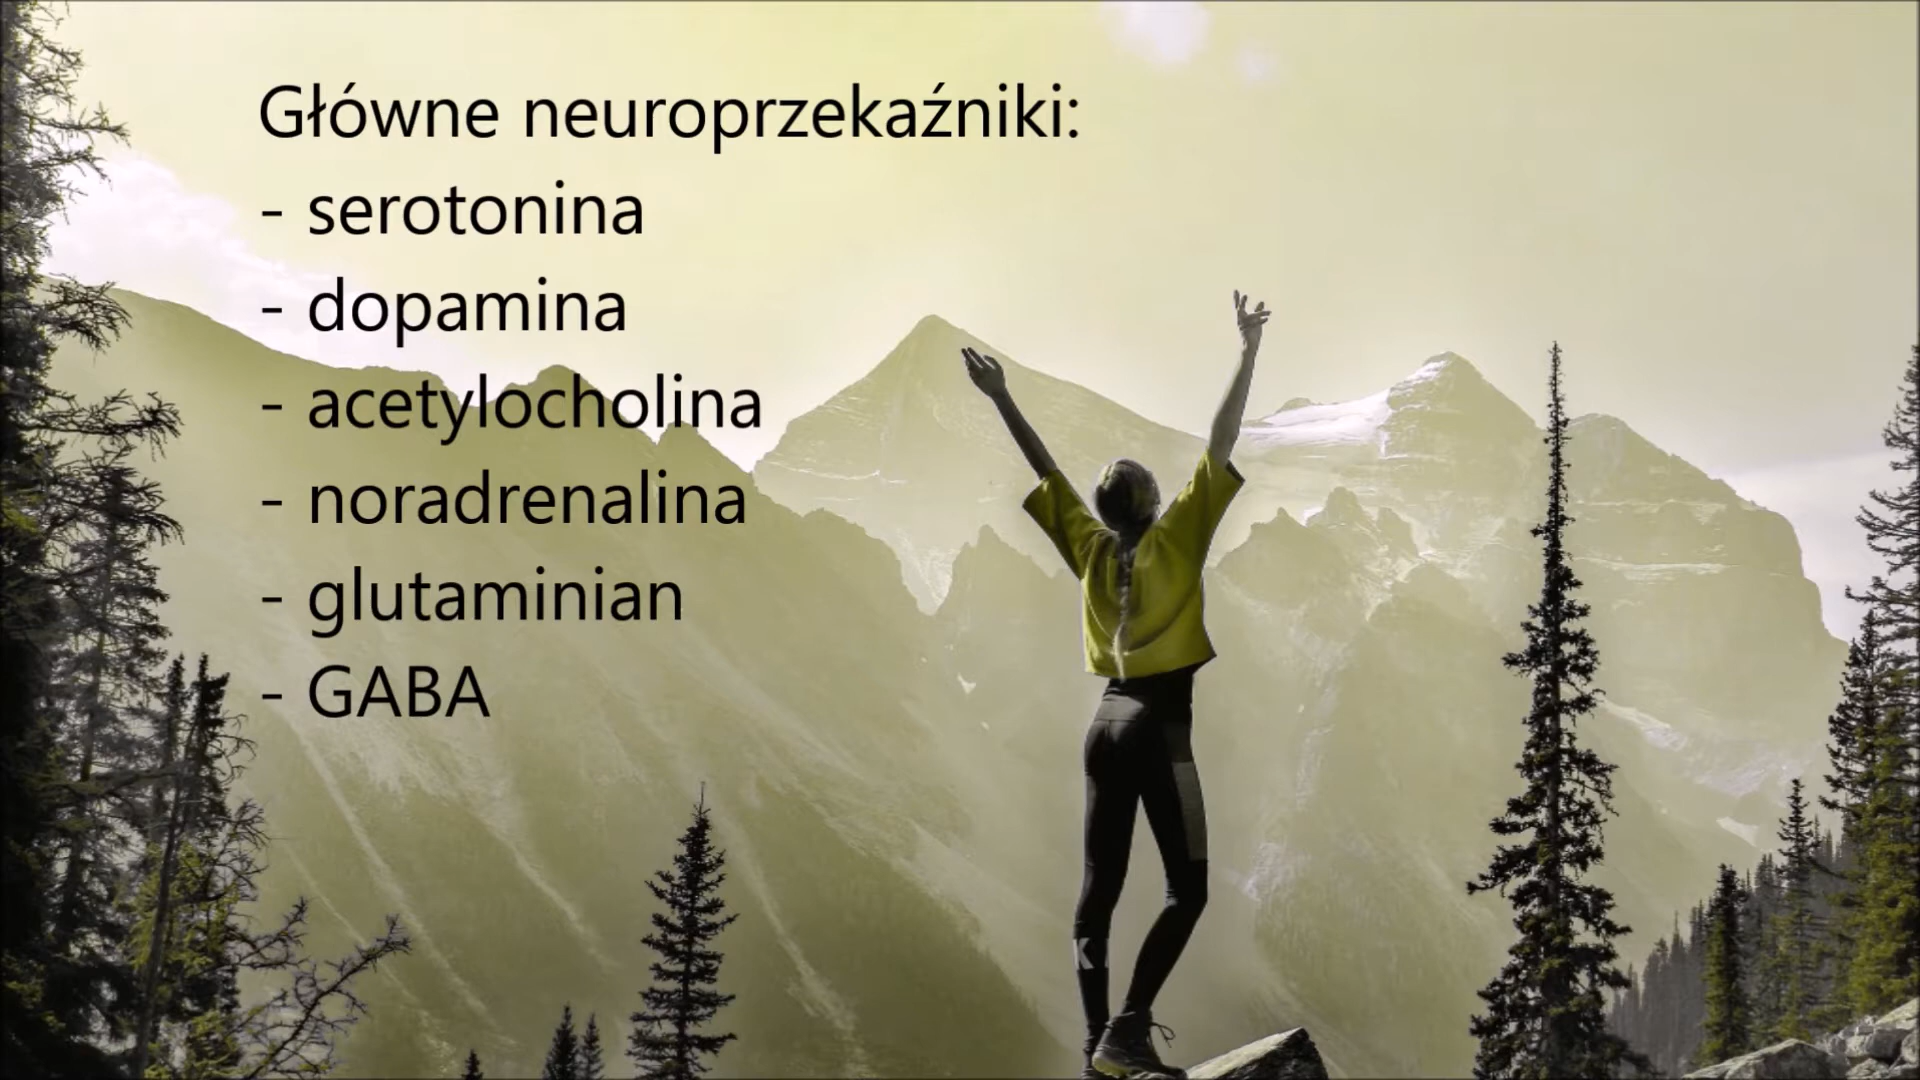 Główne neuroprzekaźniki:
- serotonina
- dopamina
- acetylocholina
- noradrenalina
- glutaminian
- GABA